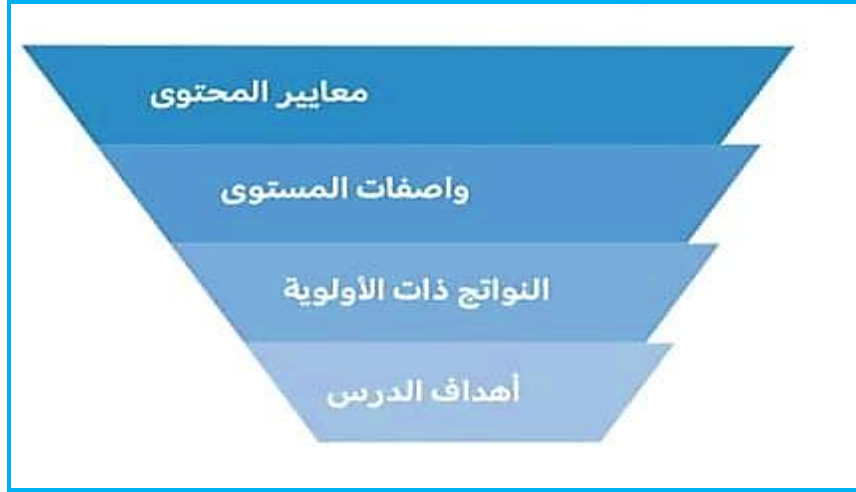 معايير المحتوى
واصفات المستوى
النواتج ذات الأولوية
أهداف الدرس